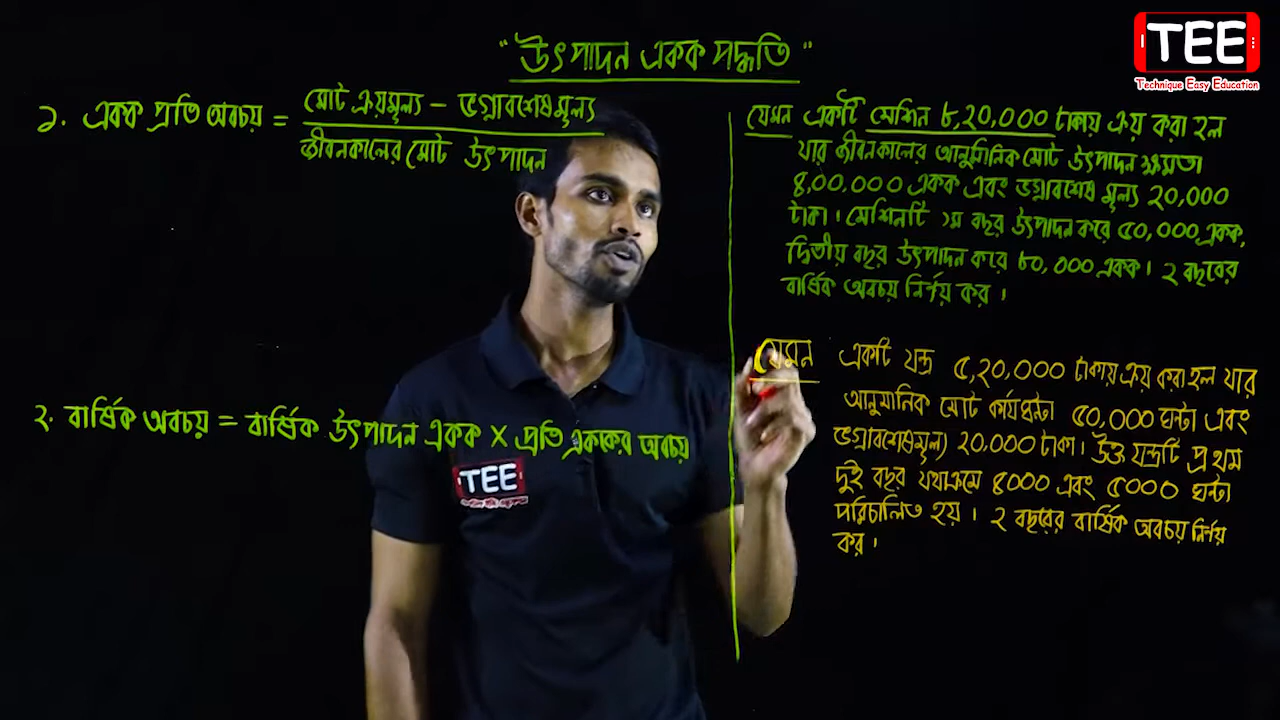 "উৎপাদন একক পদ্ধতি"
TEE
Technique Easy Education
১. একক প্রতি অবচয় = মোট ক্রয়মূল্য - ভগ্নাবশেষ মূল্য
জীবনকালের মোট উৎপাদন
২. বার্ষিক অবচয় = বার্ষিক উৎপাদন একক X প্রতি এককের অবচয়
যেমন একটি মেশিন ৮,২০,০০০ টাকায় ক্রয় করা হল
যার জীবনকালের আনুমানিক মোট উৎপাদন ক্ষমতা
৪,০০,০০০ একক এবং ভগ্নাবশেষ মূল্য ২০,০০০
টাকা। মেশিনটি ১ম বছর উৎপাদন করে ৫০,০০০ একক,
দ্বিতীয় বছর উৎপাদন করে ৮০,০০০ একক। ২ বছরের
বার্ষিক অবচয় নির্ণয় কর।
যেমন একটি যন্ত্র ৫,২০,০০০ টাকায় ক্রয় করা হল যার
আনুমানিক মোট কার্যঘন্টা ৫০,০০০ ঘন্টা এবং
ভগ্নাবশেষমূল্য ২০,০০০ টাকা। উক্ত যন্ত্রটি প্রথম
দুই বছর যথাক্রমে ৪০০০ এবং ৫০০০ ঘন্টা
পরিচালিত হয়। ২ বছরের বার্ষিক অবচয় নির্ণয়
কর।
TEE